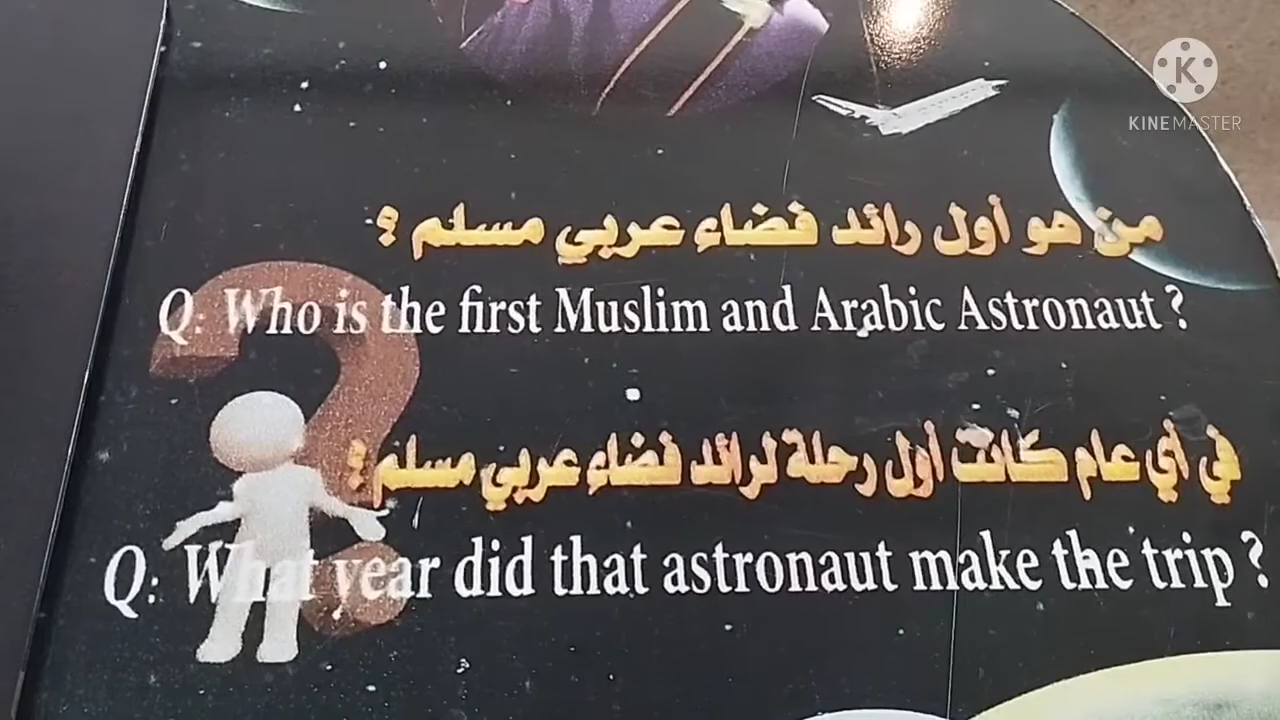 KINEMASTER
من هو أول رائد فضاء عربي مسلم ؟
Q: Who is the first Muslim and Arabic Astronaut ?
في أي عام كانت أول رحلة لرائد فضاء عربي مسلم ؟
Q: What year did that astronaut make the trip ?